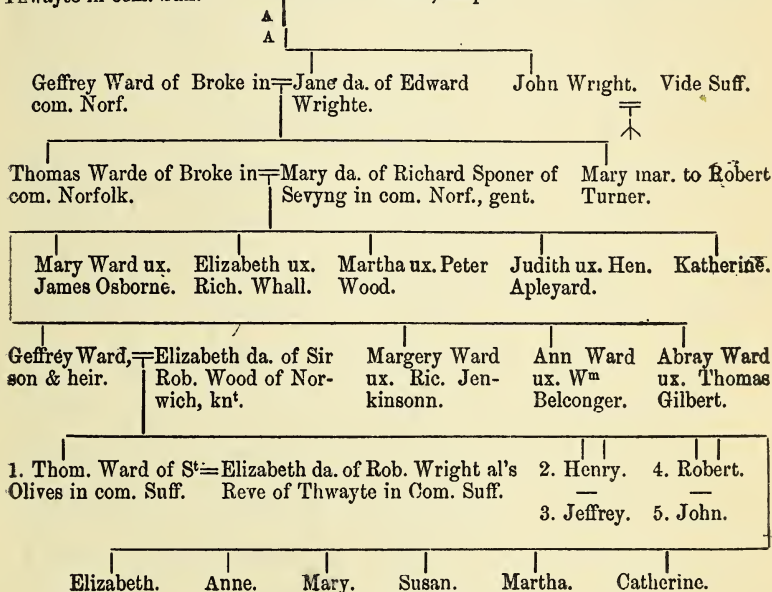 A
A
Geffrey Ward of Broke in Jane da. of Edward John Wright. Vide Suff.
com. Norf. Wrighte.
Thomas Warde of Broke in Mary da. of Richard Sponer of Mary mar. to Robert
com. Norfolk. Sevyng in com. Norf., gent. Turner.
Mary Ward ux. Elizabeth ux. Martha ux. Peter Judith ux. Hen. Katherine.
James Osborne. Rich. Whall. Wood. Apleyard.
Geffrey Ward, Elizabeth da. of Sir Margery Ward Ann Ward Abray Ward
son & heir. Rob. Wood of Nor- ux. Ric. Jen- ux. Wm ux. Thomas
wich, knt. kinsonn. Belconger. Gilbert.
1. Thom. Ward of St Elizabeth da. of Rob. Wright al's 2. Henry. 4. Robert.
Olives in com. Suff. Reve of Thwayte in Com. Suff.
3. Jeffrey. 5. John.
Elizabeth. Anne. Mary. Susan. Martha. Catherine.